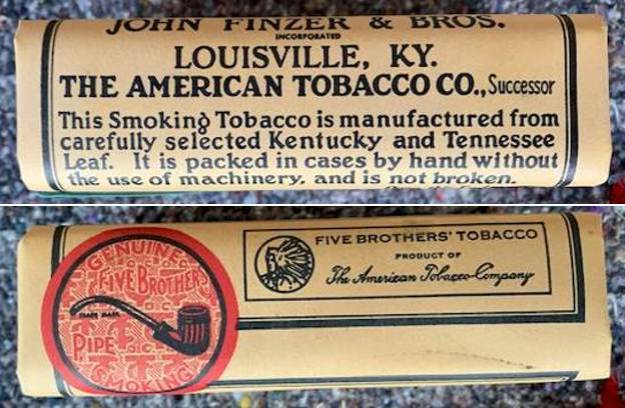 JOHN FINZER & BROS.
INCORPORATED
LOUISVILLE, KY.
THE AMERICAN TOBACCO CO., Successor
This Smoking Tobacco is manufactured from
carefully selected Kentucky and Tennessee
Leaf. It is packed in cases by hand without
the use of machinery, and is not broken.
GENUINE
FIVE BROTHERS
TRADE MARK
PIPE
SMOKING
FIVE BROTHERS' TOBACCO
PRODUCT OF
The American Tobacco Company